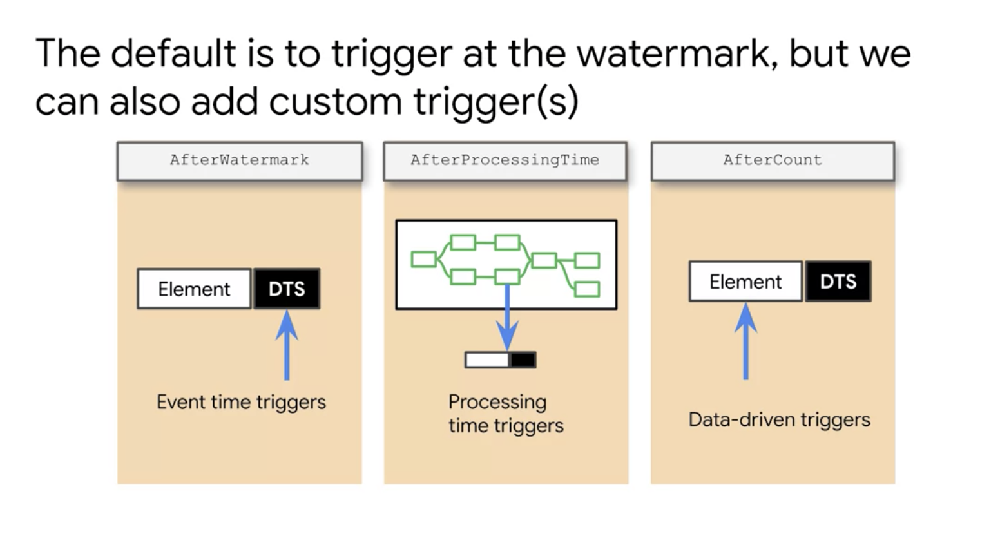 The default is to trigger at the watermark, but we
can also add custom trigger(s)
AfterWatermark
Element
DTS
Event time triggers
AfterProcessingTime
Processing
time triggers
AfterCount
Element
DTS
Data-driven triggers